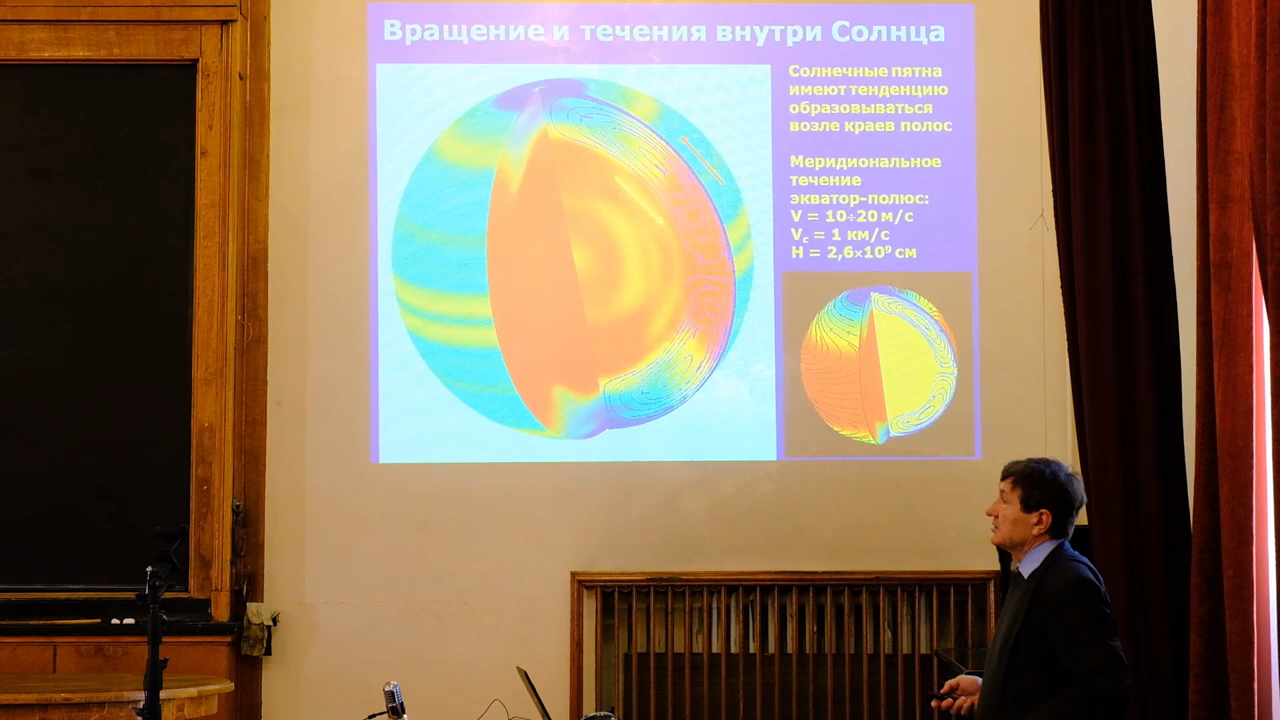 Вращение и течения внутри Солнца
Солнечные пятна
имеют тенденцию
образовываться
возле краев полос
Меридиональное
течение
экватор-полюс:
V = 10÷20 м/с
Vc = 1 км/с
H = 2,6×10⁹ см